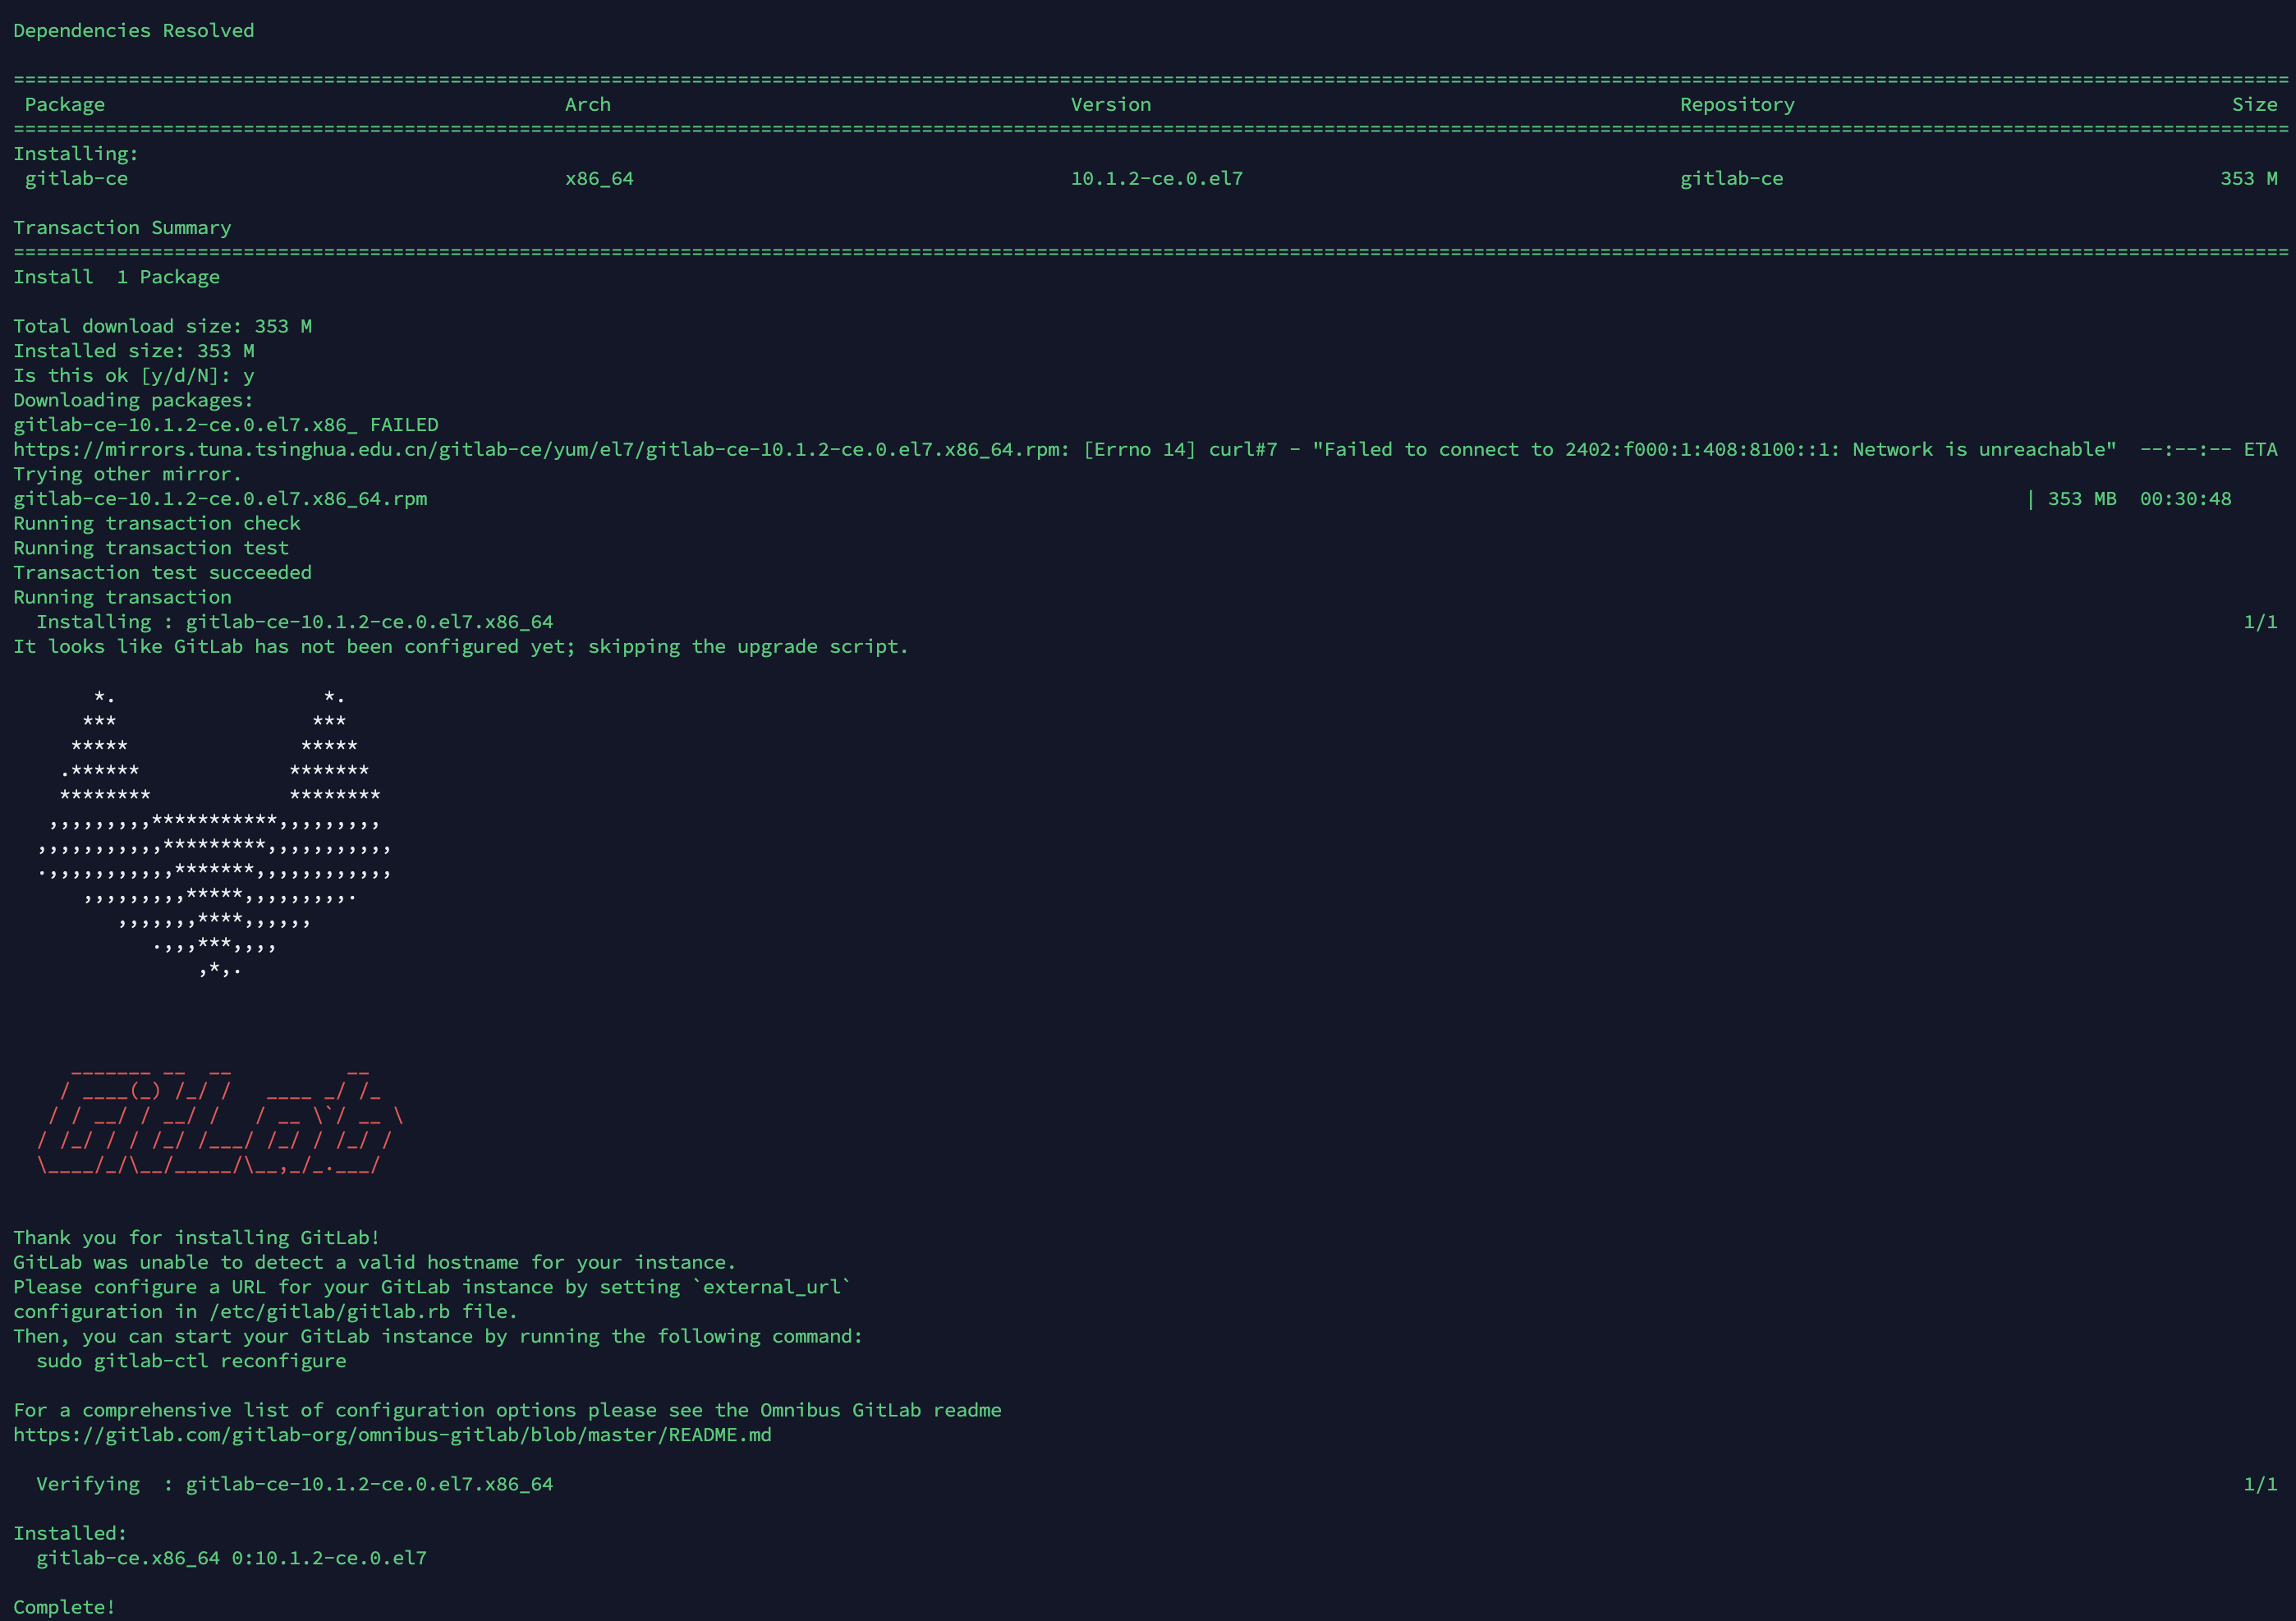 Dependencies Resolved
================================================================================
Package Arch Version Repository Size
================================================================================
Installing:
gitlab-ce x86_64 10.1.2-ce.0.el7 gitlab-ce 353 M
Transaction Summary
================================================================================
Install  1 Package
Total download size: 353 M
Installed size: 353 M
Is this ok [y/d/N]: y
Downloading packages:
gitlab-ce-10.1.2-ce.0.el7.x86_ FAILED
https://mirrors.tuna.tsinghua.edu.cn/gitlab-ce/yum/el7/gitlab-ce-10.1.2-ce.0.el7.x86_64.rpm: [Errno 14] curl#7 - "Failed to connect to 2402:f000:1:408:8100::1: Network is unreachable"  --:--:-- ETA
Trying other mirror.
gitlab-ce-10.1.2-ce.0.el7.x86_64.rpm | 353 MB  00:30:48
Running transaction check
Running transaction test
Transaction test succeeded
Running transaction
  Installing : gitlab-ce-10.1.2-ce.0.el7.x86_64 1/1
It looks like GitLab has not been configured yet; skipping the upgrade script.
       *.                  *.
      ***                 ***
     *****               *****
    .******             *******
    ********            ********
   ,,,,,,,,,***********,,,,,,,,,
  ,,,,,,,,,,,*********,,,,,,,,,,,
  .,,,,,,,,,,,*******,,,,,,,,,,,,
      ,,,,,,,,,*****,,,,,,,,,.
         ,,,,,,,****,,,,,,
            .,,,***,,,,
                ,*,.
     _______ __  __          __
    / ____(_) /_/ /   ____ _/ /_
   / / __/ / __/ /   / __ \`/ __ \
  / /_/ / / /_/ /___/ /_/ / /_/ /
  \____/_/\__/_____/\__,_/_.___/
Thank you for installing GitLab!
GitLab was unable to detect a valid hostname for your instance.
Please configure a URL for your GitLab instance by setting `external_url`
configuration in /etc/gitlab/gitlab.rb file.
Then, you can start your GitLab instance by running the following command:
  sudo gitlab-ctl reconfigure
For a comprehensive list of configuration options please see the Omnibus GitLab readme
https://gitlab.com/gitlab-org/omnibus-gitlab/blob/master/README.md
  Verifying  : gitlab-ce-10.1.2-ce.0.el7.x86_64 1/1
Installed:
  gitlab-ce.x86_64 0:10.1.2-ce.0.el7
Complete!